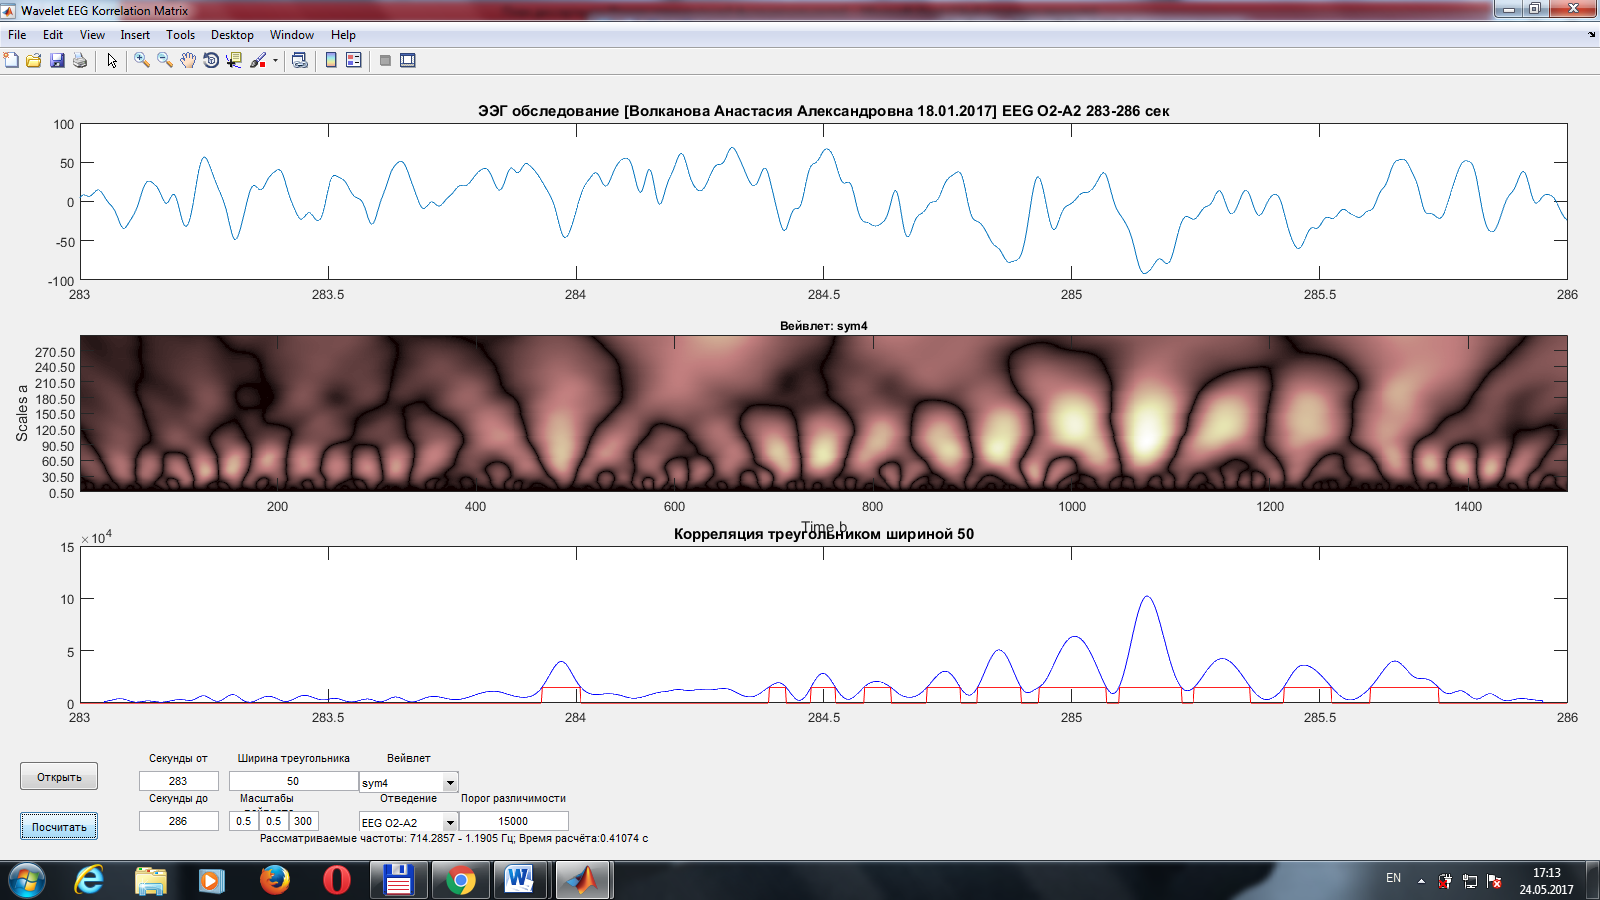 Wavelet EEG Korrelation Matrix
File Edit View Insert Tools Desktop Window Help
ЭЭГ обследование [Волканова Анастасия Александровна 18.01.2017] EEG O2-A2 283-286 сек
100
50
0
-50
-100
283 283.5 284 284.5 285 285.5 286
Вейвлет: sym4
Scales a
270.50
240.50
210.50
180.50
150.50
120.50
90.50
60.50
30.50
0.50
200 400 600 800 1000 1200 1400
Time b
Корреляция треугольником шириной 50
×10^4
15
10
5
0
283 283.5 284 284.5 285 285.5 286
Открыть
Посчитать
Секунды от Ширина треугольника Вейвлет
283 50 sym4
Секунды до Масштабы Отведение Порог различимости
286 0.5 0.5 300 EEG O2-A2 15000
Рассматриваемые частоты: 714.2857 - 1.1905 Гц; Время расчёта:0.41074 с
EN
17:13
24.05.2017